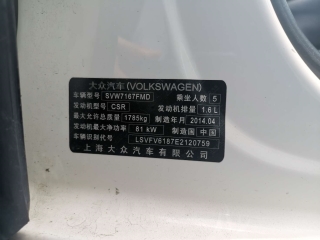 大众汽车(VOLKSWAGEN)
车辆型号 SVW7167FMD 乘坐人数 5
发动机型号 CSR 发动机排量 1.6 L
最大允许总质量 1785kg 制造年月 2014.04
发动机最大净功率 81 kW 制造国 中国
车辆识别代号 LSVFV6187E2120759
上海大众汽车有限公司